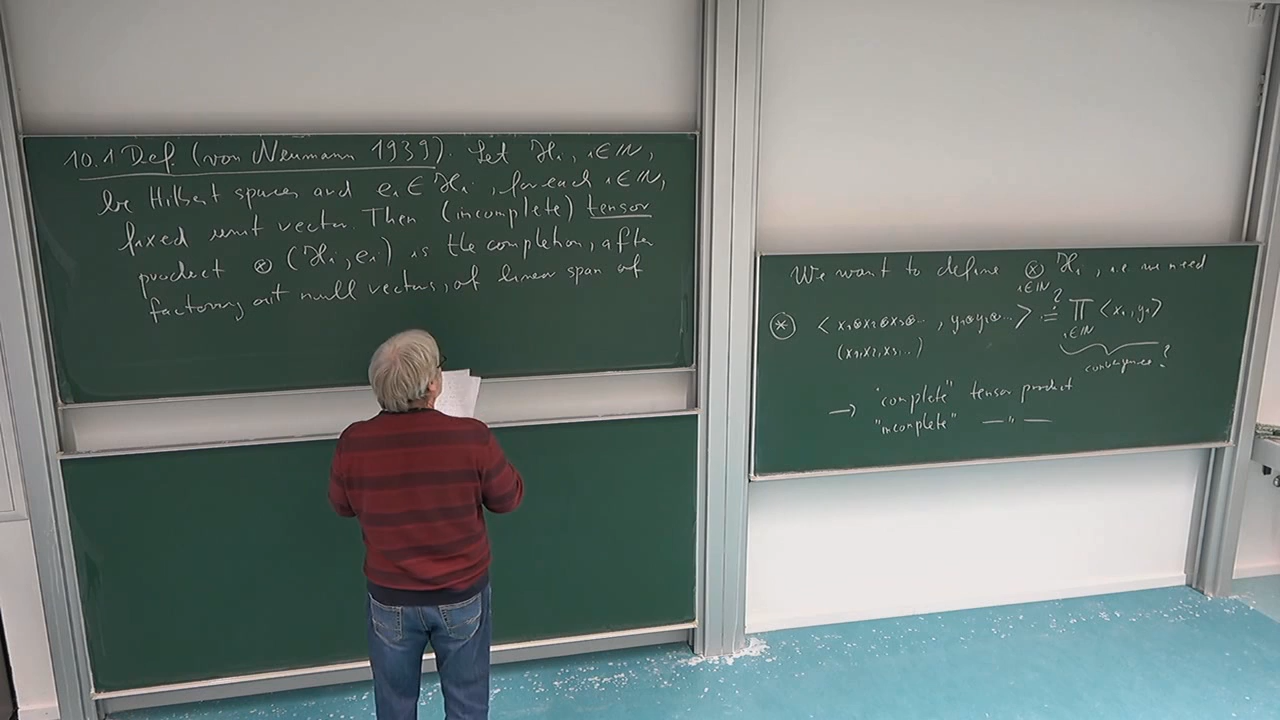 10.1 Def. (von Neumann 1939). Let ℋᵢ, i∈ℕ,
be Hilbert spaces and eᵢ ∈ ℋᵢ, for each i∈ℕ,
fixed unit vector. Then (incomplete) tensor
product ⊗ (ℋᵢ, eᵢ) is the completion, after
factoring out null vectors, of linear span of
We want to define ⊗ ℋᵢ, i.e. we need
i∈ℕ
⊛ < x₁⊗x₂⊗x₃⊗... , y₁⊗y₂⊗... > ≟ ∏ <xᵢ, yᵢ>
i∈ℕ
(x₁,x₂,x₃,...)
convergence?
→ "complete" tensor product
"incomplete" —"—